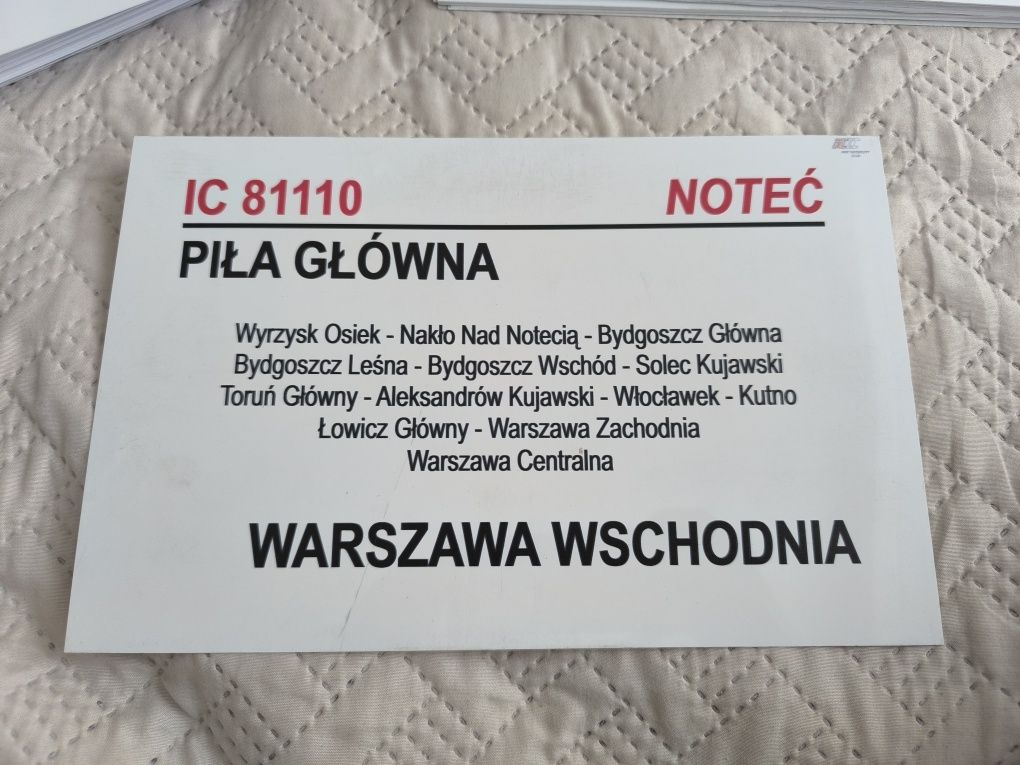 IC 81110 NOTEĆ
PIŁA GŁÓWNA
Wyrzysk Osiek - Nakło Nad Notecią - Bydgoszcz Główna
Bydgoszcz Leśna - Bydgoszcz Wschód - Solec Kujawski
Toruń Główny - Aleksandrów Kujawski - Włocławek - Kutno
Łowicz Główny - Warszawa Zachodnia
Warszawa Centralna
WARSZAWA WSCHODNIA